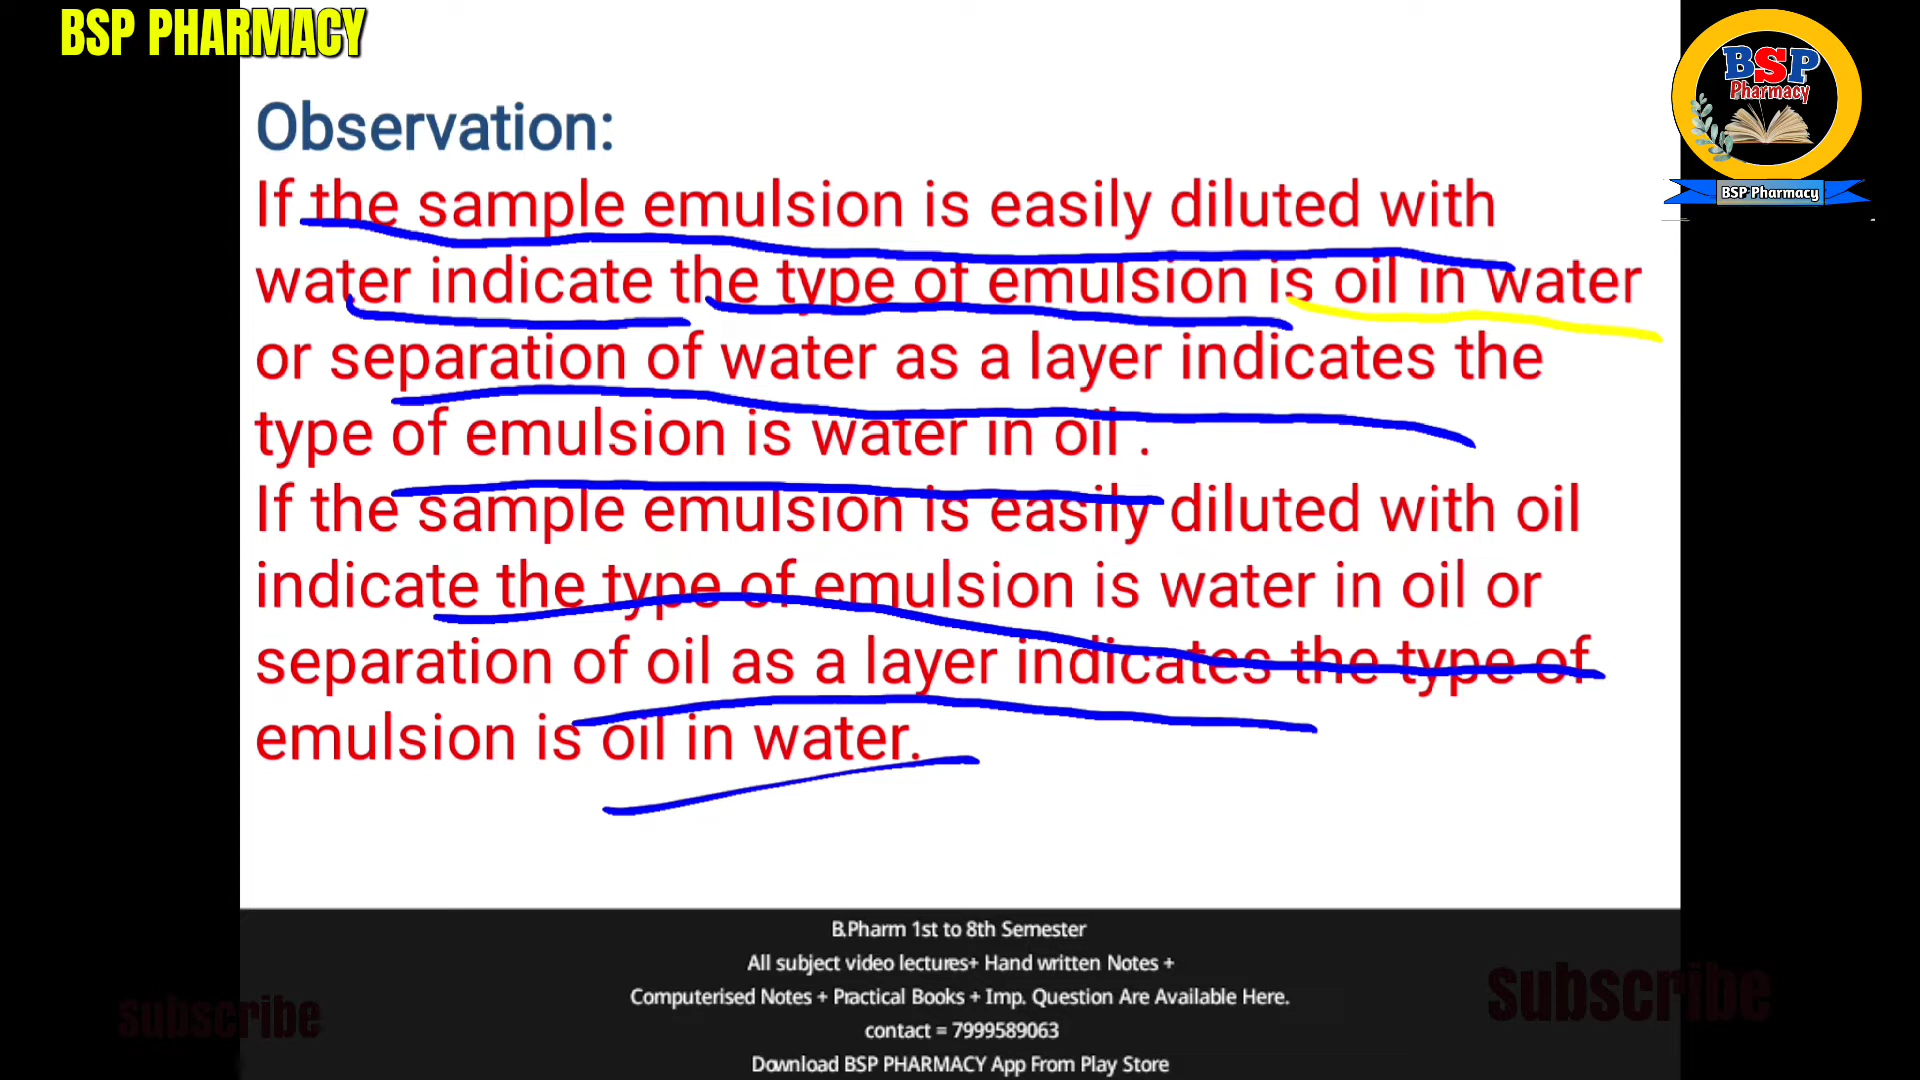 BSP PHARMACY
BSP
Pharmacy
BSP Pharmacy
Observation:
If the sample emulsion is easily diluted with
water indicate the type of emulsion is oil in water
or separation of water as a layer indicates the
type of emulsion is water in oil .
If the sample emulsion is easily diluted with oil
indicate the type of emulsion is water in oil or
separation of oil as a layer indicates the type of
emulsion is oil in water.
B.Pharm 1st to 8th Semester
All subject video lectures+ Hand written Notes +
Computerised Notes + Practical Books + Imp. Question Are Available Here.
contact = 7999589063
Download BSP PHARMACY App From Play Store
subscribe
Subscribe